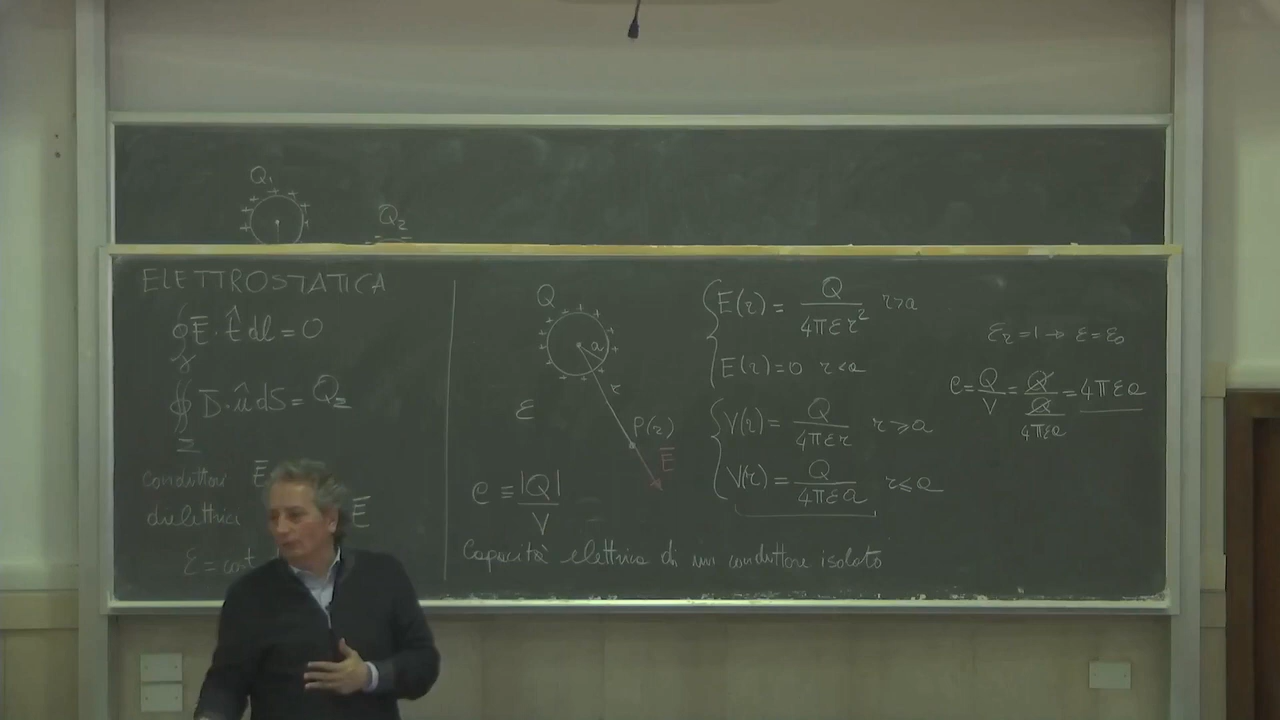 Q₁
Q₂
ELETTROSTATICA
∮γ E̅ · t̂ dl = 0
∯Σ D̅ · û dS = Q_Σ
conduttori E̅
dielettrici E̅
ε = cost
Q
a
r
ε
P(r)
E̅
C ≡ |Q| / V
Capacità elettrica di un conduttore isolato
E(r) = Q / 4πεr² r>a
E(r) = 0 r<a
V(r) = Q / 4πεr r⩾a
V(r) = Q / 4πεa r⩽a
εr = 1 → ε = ε₀
C = Q / V = Q / (Q / 4πεa) = 4πεa